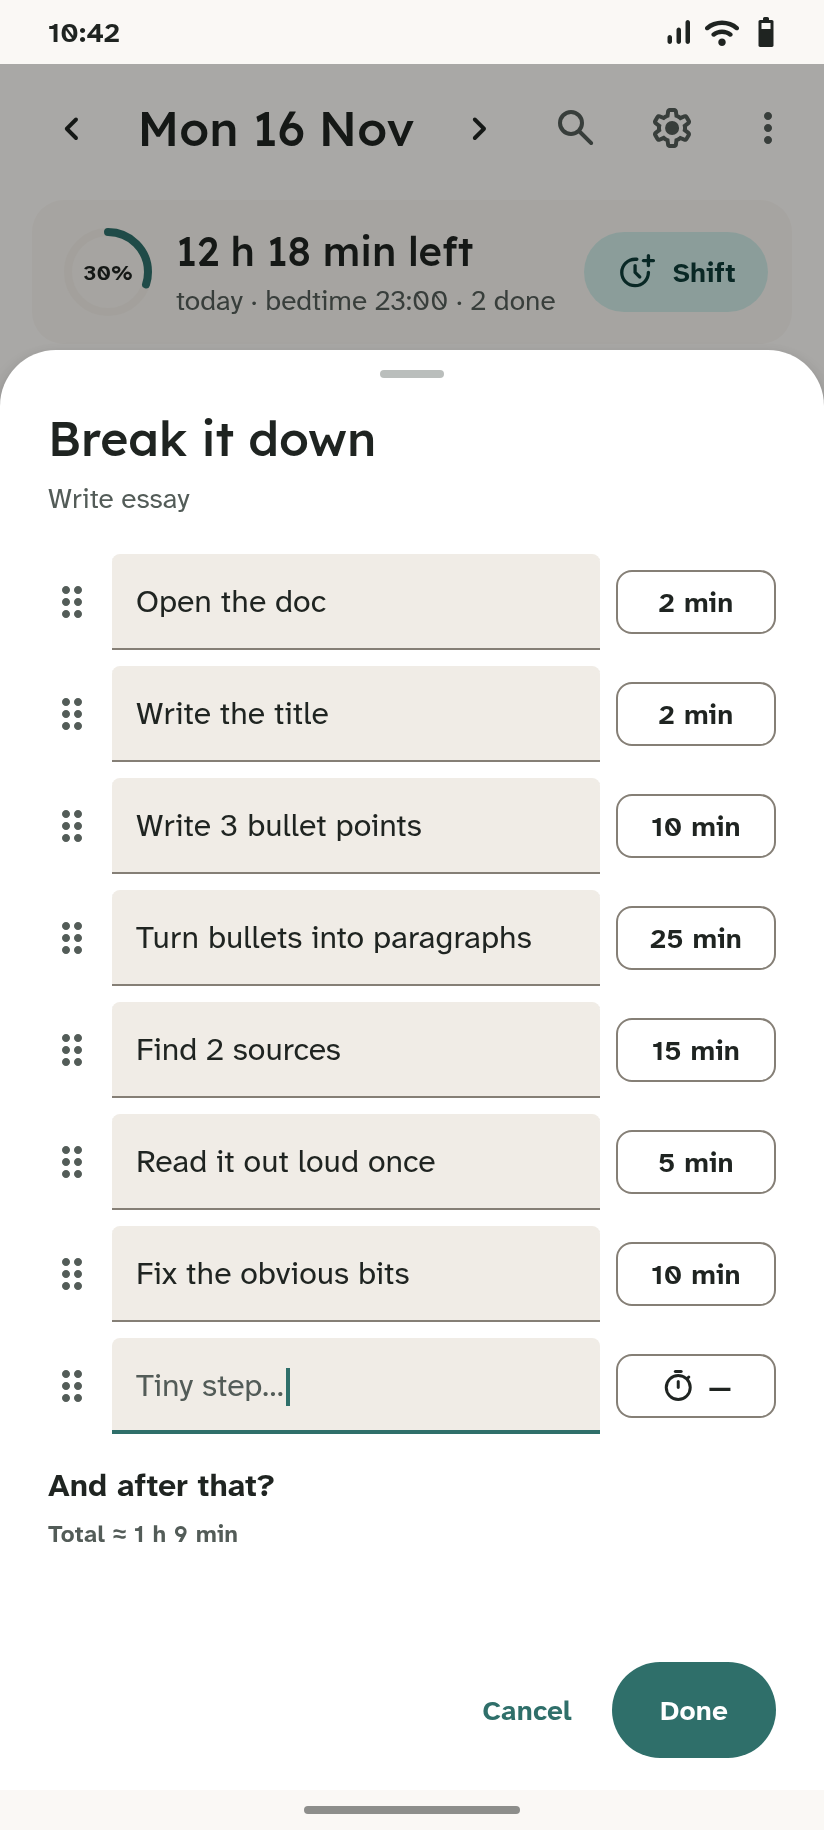 10:42
Mon 16 Nov
30%
12 h 18 min left
today · bedtime 23:00 · 2 done
Shift
Break it down
Write essay
Open the doc
2 min
Write the title
2 min
Write 3 bullet points
10 min
Turn bullets into paragraphs
25 min
Find 2 sources
15 min
Read it out loud once
5 min
Fix the obvious bits
10 min
Tiny step...
–
And after that?
Total ≈ 1 h 9 min
Cancel
Done